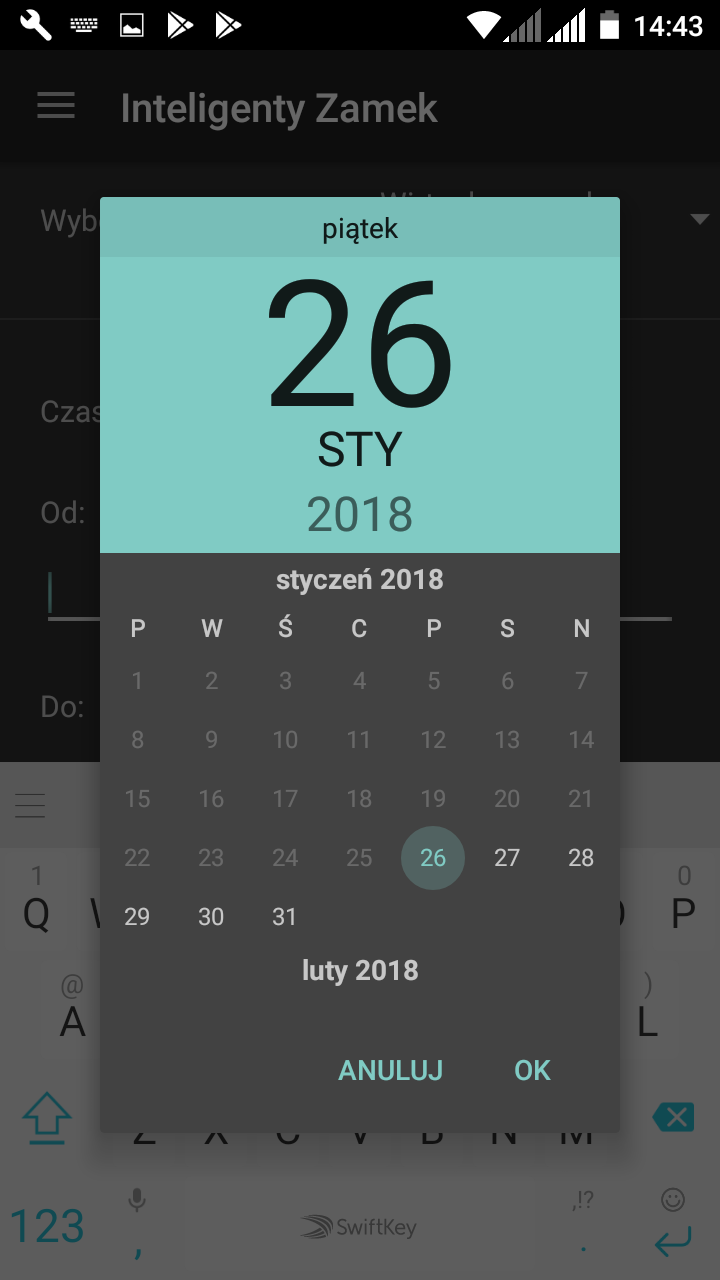 14:43
Inteligenty Zamek
piątek
26
STY
2018
Czas
Od:
styczeń 2018
P W Ś C P S N
1 2 3 4 5 6 7
Do:
8 9 10 11 12 13 14
15 16 17 18 19 20 21
22 23 24 25 26 27 28
1 0
Q P
29 30 31
luty 2018
@ )
A L
ANULUJ OK
Z X C V B N M
,!?
123 , SwiftKey .